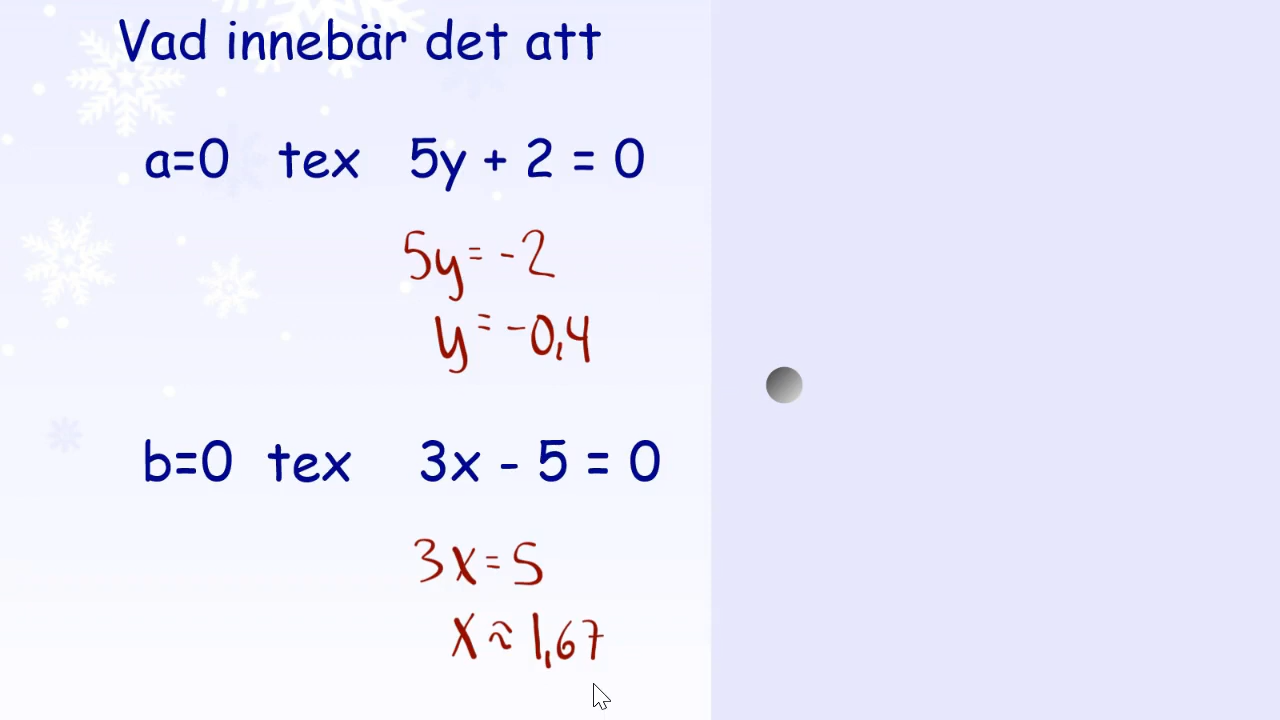 Vad innebär det att
a=0 tex 5y + 2 = 0
5y = -2
y = -0,4
b=0 tex 3x - 5 = 0
3x = 5
x ≈ 1,67